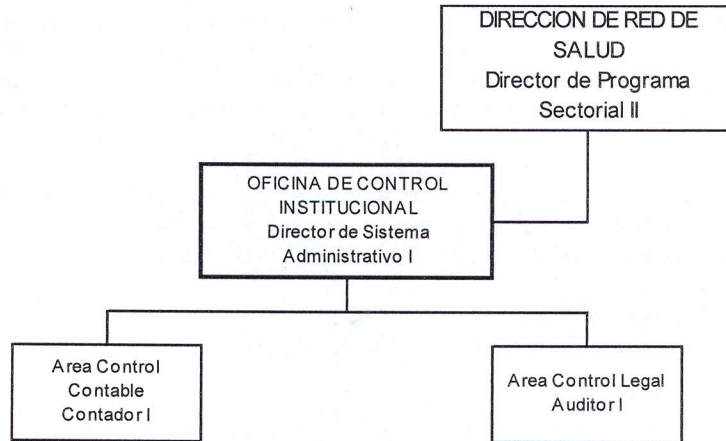 DIRECCION DE RED DE
SALUD
Director de Programa
Sectorial II
OFICINA DE CONTROL
INSTITUCIONAL
Director de Sistema
Administrativo I
Area Control
Contable
Contador I
Area Control Legal
Auditor I